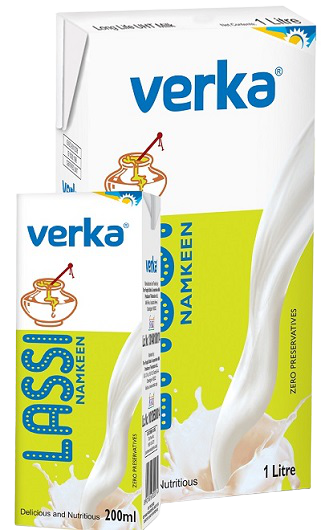 Long Life UHT Milk
Net Content: 1 Litre
verka®
NAMKEEN
ZERO PRESERVATIVES
Nutritious
1 Litre
verka®
LASSI
NAMKEEN
ZERO PRESERVATIVES
Delicious and Nutritious
200ml